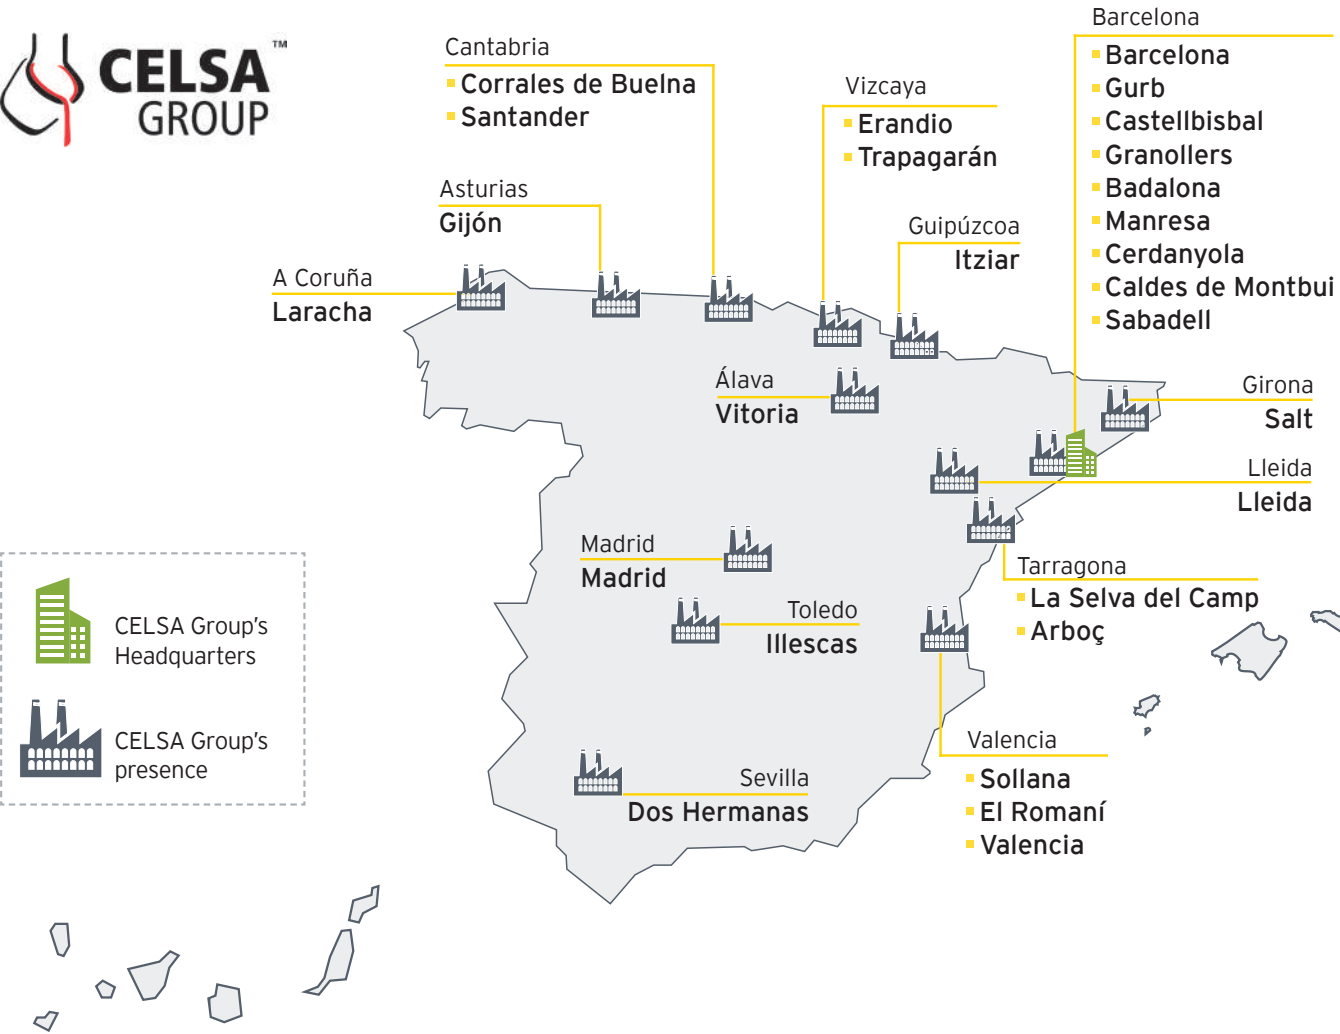 CELSA™
GROUP
Cantabria
Corrales de Buelna
Santander
Asturias
Gijón
A Coruña
Laracha
Vizcaya
Erandio
Trapagarán
Guipúzcoa
Itziar
Barcelona
Barcelona
Gurb
Castellbisbal
Granollers
Badalona
Manresa
Cerdanyola
Caldes de Montbui
Sabadell
Álava
Vitoria
Girona
Salt
Lleida
Lleida
Madrid
Madrid
Toledo
Illescas
Tarragona
La Selva del Camp
Arboç
Valencia
Sollana
El Romaní
Valencia
Sevilla
Dos Hermanas
CELSA Group's
Headquarters
CELSA Group's
presence